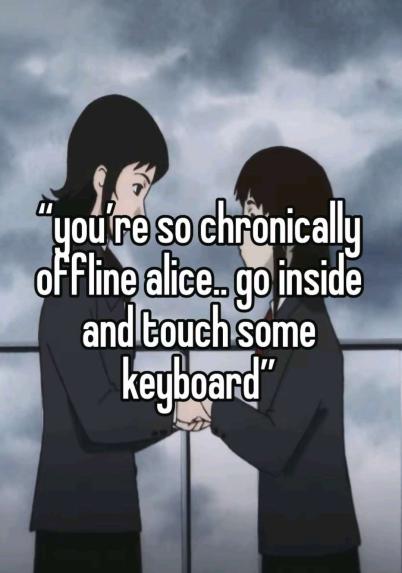 “you’re so chronically
offline alice.. go inside
and touch some
keyboard”